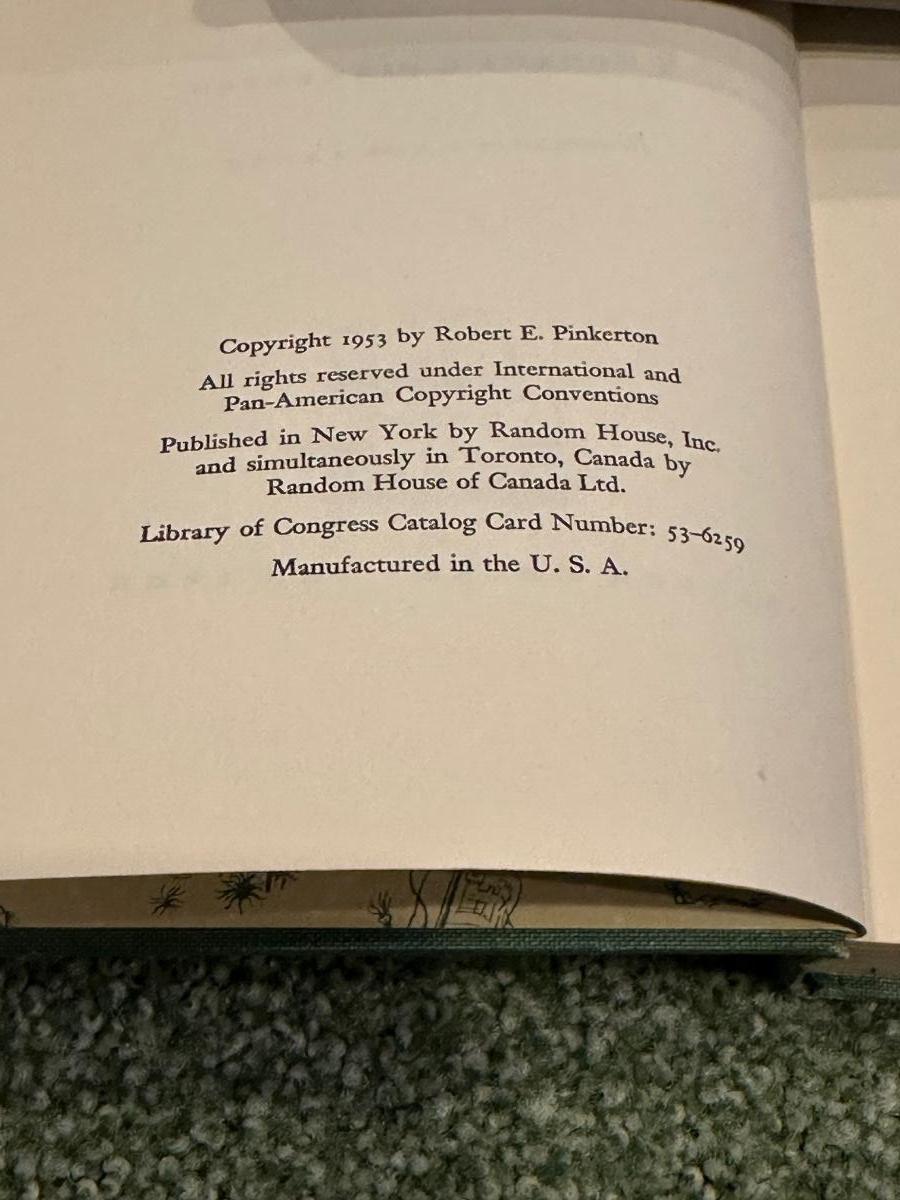 Copyright 1953 by Robert E. Pinkerton
All rights reserved under International and
Pan-American Copyright Conventions
Published in New York by Random House, Inc.
and simultaneously in Toronto, Canada by
Random House of Canada Ltd.
Library of Congress Catalog Card Number: 53-6259
Manufactured in the U. S. A.